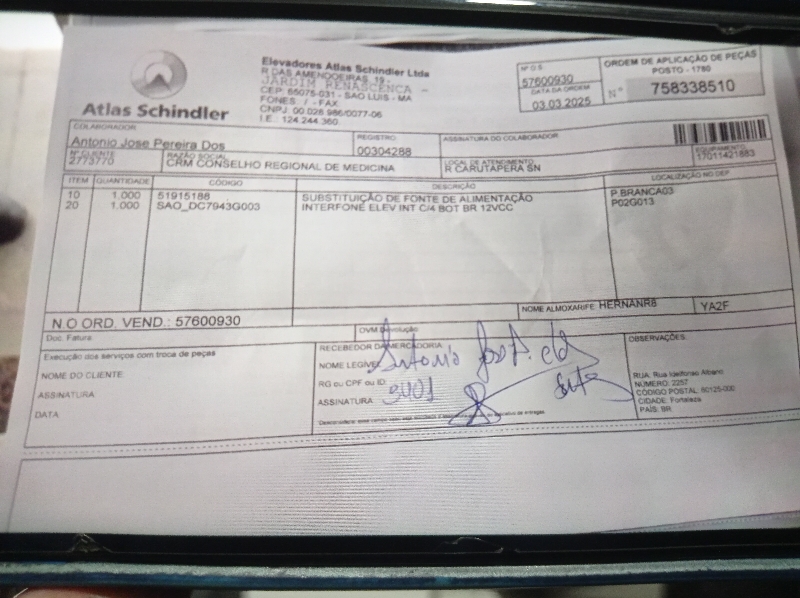 Atlas Schindler
Elevadores Atlas Schindler Ltda
R DAS AMENDOEIRAS, 19 -
JARDIM RENASCENCA -
CEP: 65075-031 - SAO LUIS - MA
FONES: / - FAX
CNPJ: 00.028.986/0077-06
I.E.: 124.244.360
Nº O.S.
57600930
DATA DA ORDEM
03.03.2025
ORDEM DE APLICAÇÃO DE PEÇAS
POSTO - 1780
Nº 758338510
COLABORADOR
Antonio Jose Pereira Dos
REGISTRO
00304288
ASSINATURA DO COLABORADOR
EQUIPAMENTO
17011421883
Nº CLIENTE
2773770
RAZÃO SOCIAL
CRM CONSELHO REGIONAL DE MEDICINA
LOCAL DE ATENDIMENTO
R CARUTAPERA SN
ITEM QUANTIDADE CÓDIGO DESCRIÇÃO LOCALIZAÇÃO NO DEP
10 1,000 51915188 SUBSTITUIÇÃO DE FONTE DE ALIMENTAÇÃO P BRANCA03
20 1,000 SAO_DC7943G003 INTERFONE ELEV INT C/4 BOT BR 12VCC P02G013
NOME ALMOXARIFE: HERNANR8 YA2F
N.O ORD. VEND.: 57600930
Doc. Fatura:
OVM Devolução
Execução dos serviços com troca de peças
NOME DO CLIENTE
ASSINATURA
DATA
RECEBEDOR DA MERCADORIA
NOME LEGÍVEL Antonio Jose P. dd
RG ou CPF ou ID: 3401
ASSINATURA
OBSERVAÇÕES:
RUA: Rua Ildefonso Albano
NÚMERO: 2257
CÓDIGO POSTAL: 60125-000
CIDADE: Fortaleza
PAÍS: BR